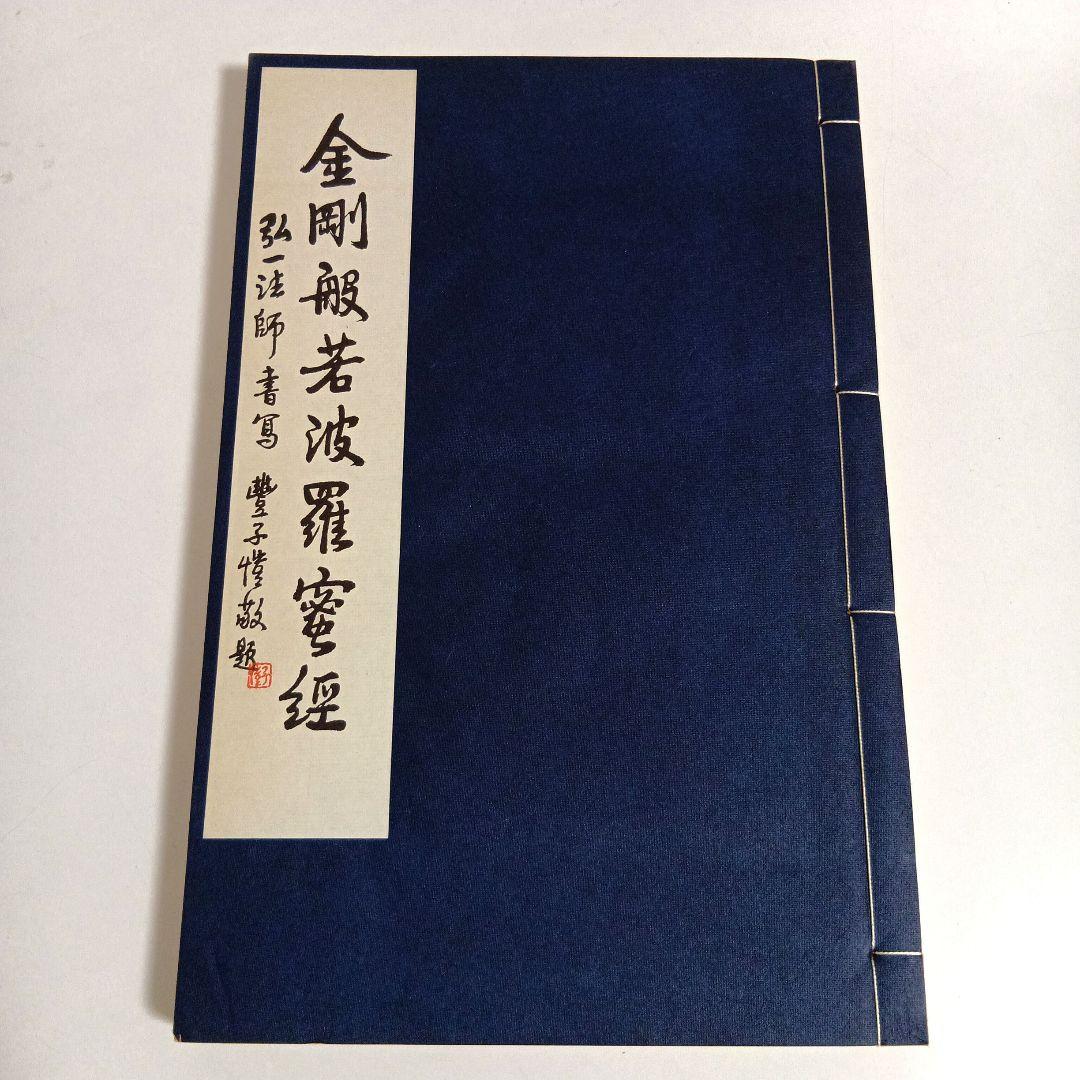 金剛般若波羅蜜經
弘一法師書寫 豐子愷敬題